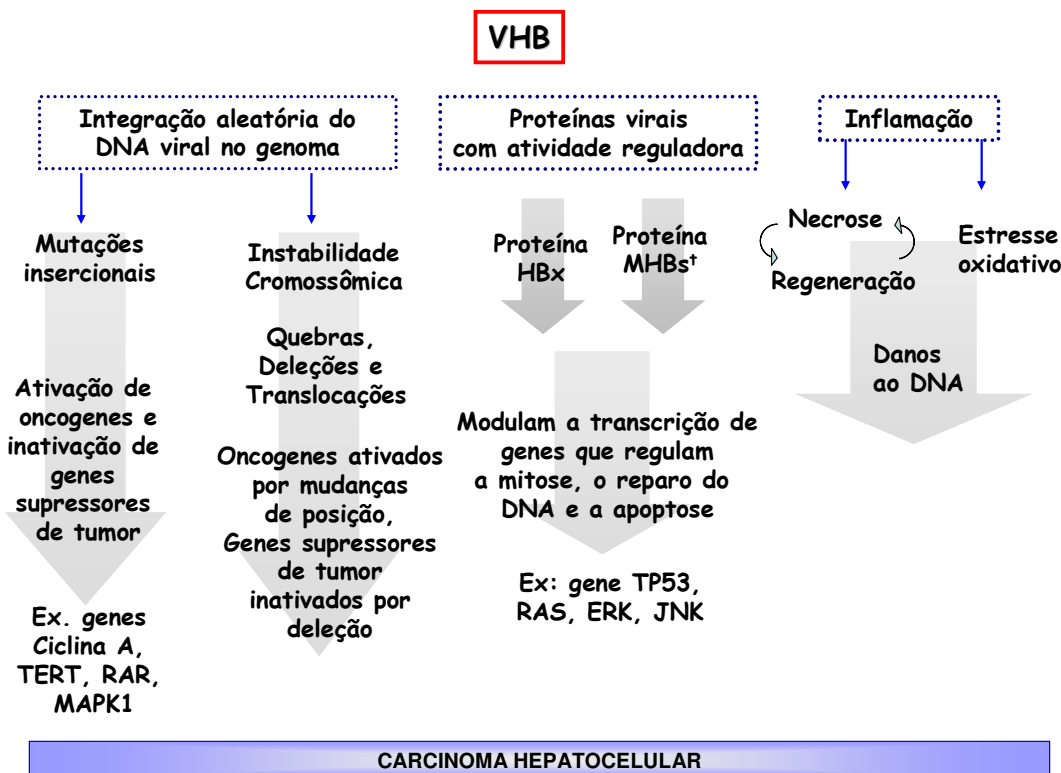 VHB
Integração aleatória do
DNA viral no genoma
Mutações
insercionais
Ativação de
oncogenes e
inativação de
genes
supressores
de tumor
Ex. genes
Ciclina A,
TERT, RAR,
MAPK1
Instabilidade
Cromossômica
Quebras,
Deleções e
Translocações
Oncogenes ativados
por mudanças
de posição,
Genes supressores
de tumor
inativados por
deleção
Proteínas virais
com atividade reguladora
Proteína
HBx
Proteína
MHBsᵗ
Modulam a transcrição de
genes que regulam
a mitose, o reparo do
DNA e a apoptose
Ex: gene TP53,
RAS, ERK, JNK
Inflamação
Necrose
Regeneração
Estresse
oxidativo
Danos
ao DNA
CARCINOMA HEPATOCELULAR